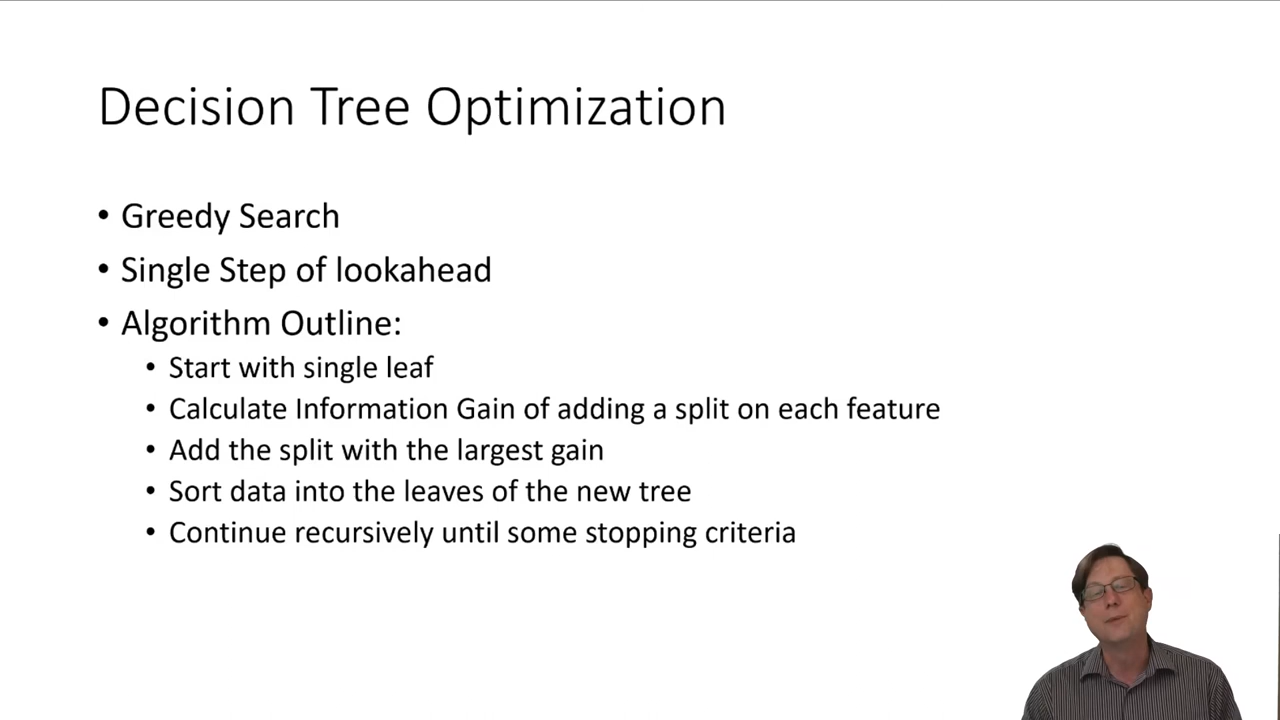 Decision Tree Optimization
• Greedy Search
• Single Step of lookahead
• Algorithm Outline:
• Start with single leaf
• Calculate Information Gain of adding a split on each feature
• Add the split with the largest gain
• Sort data into the leaves of the new tree
• Continue recursively until some stopping criteria